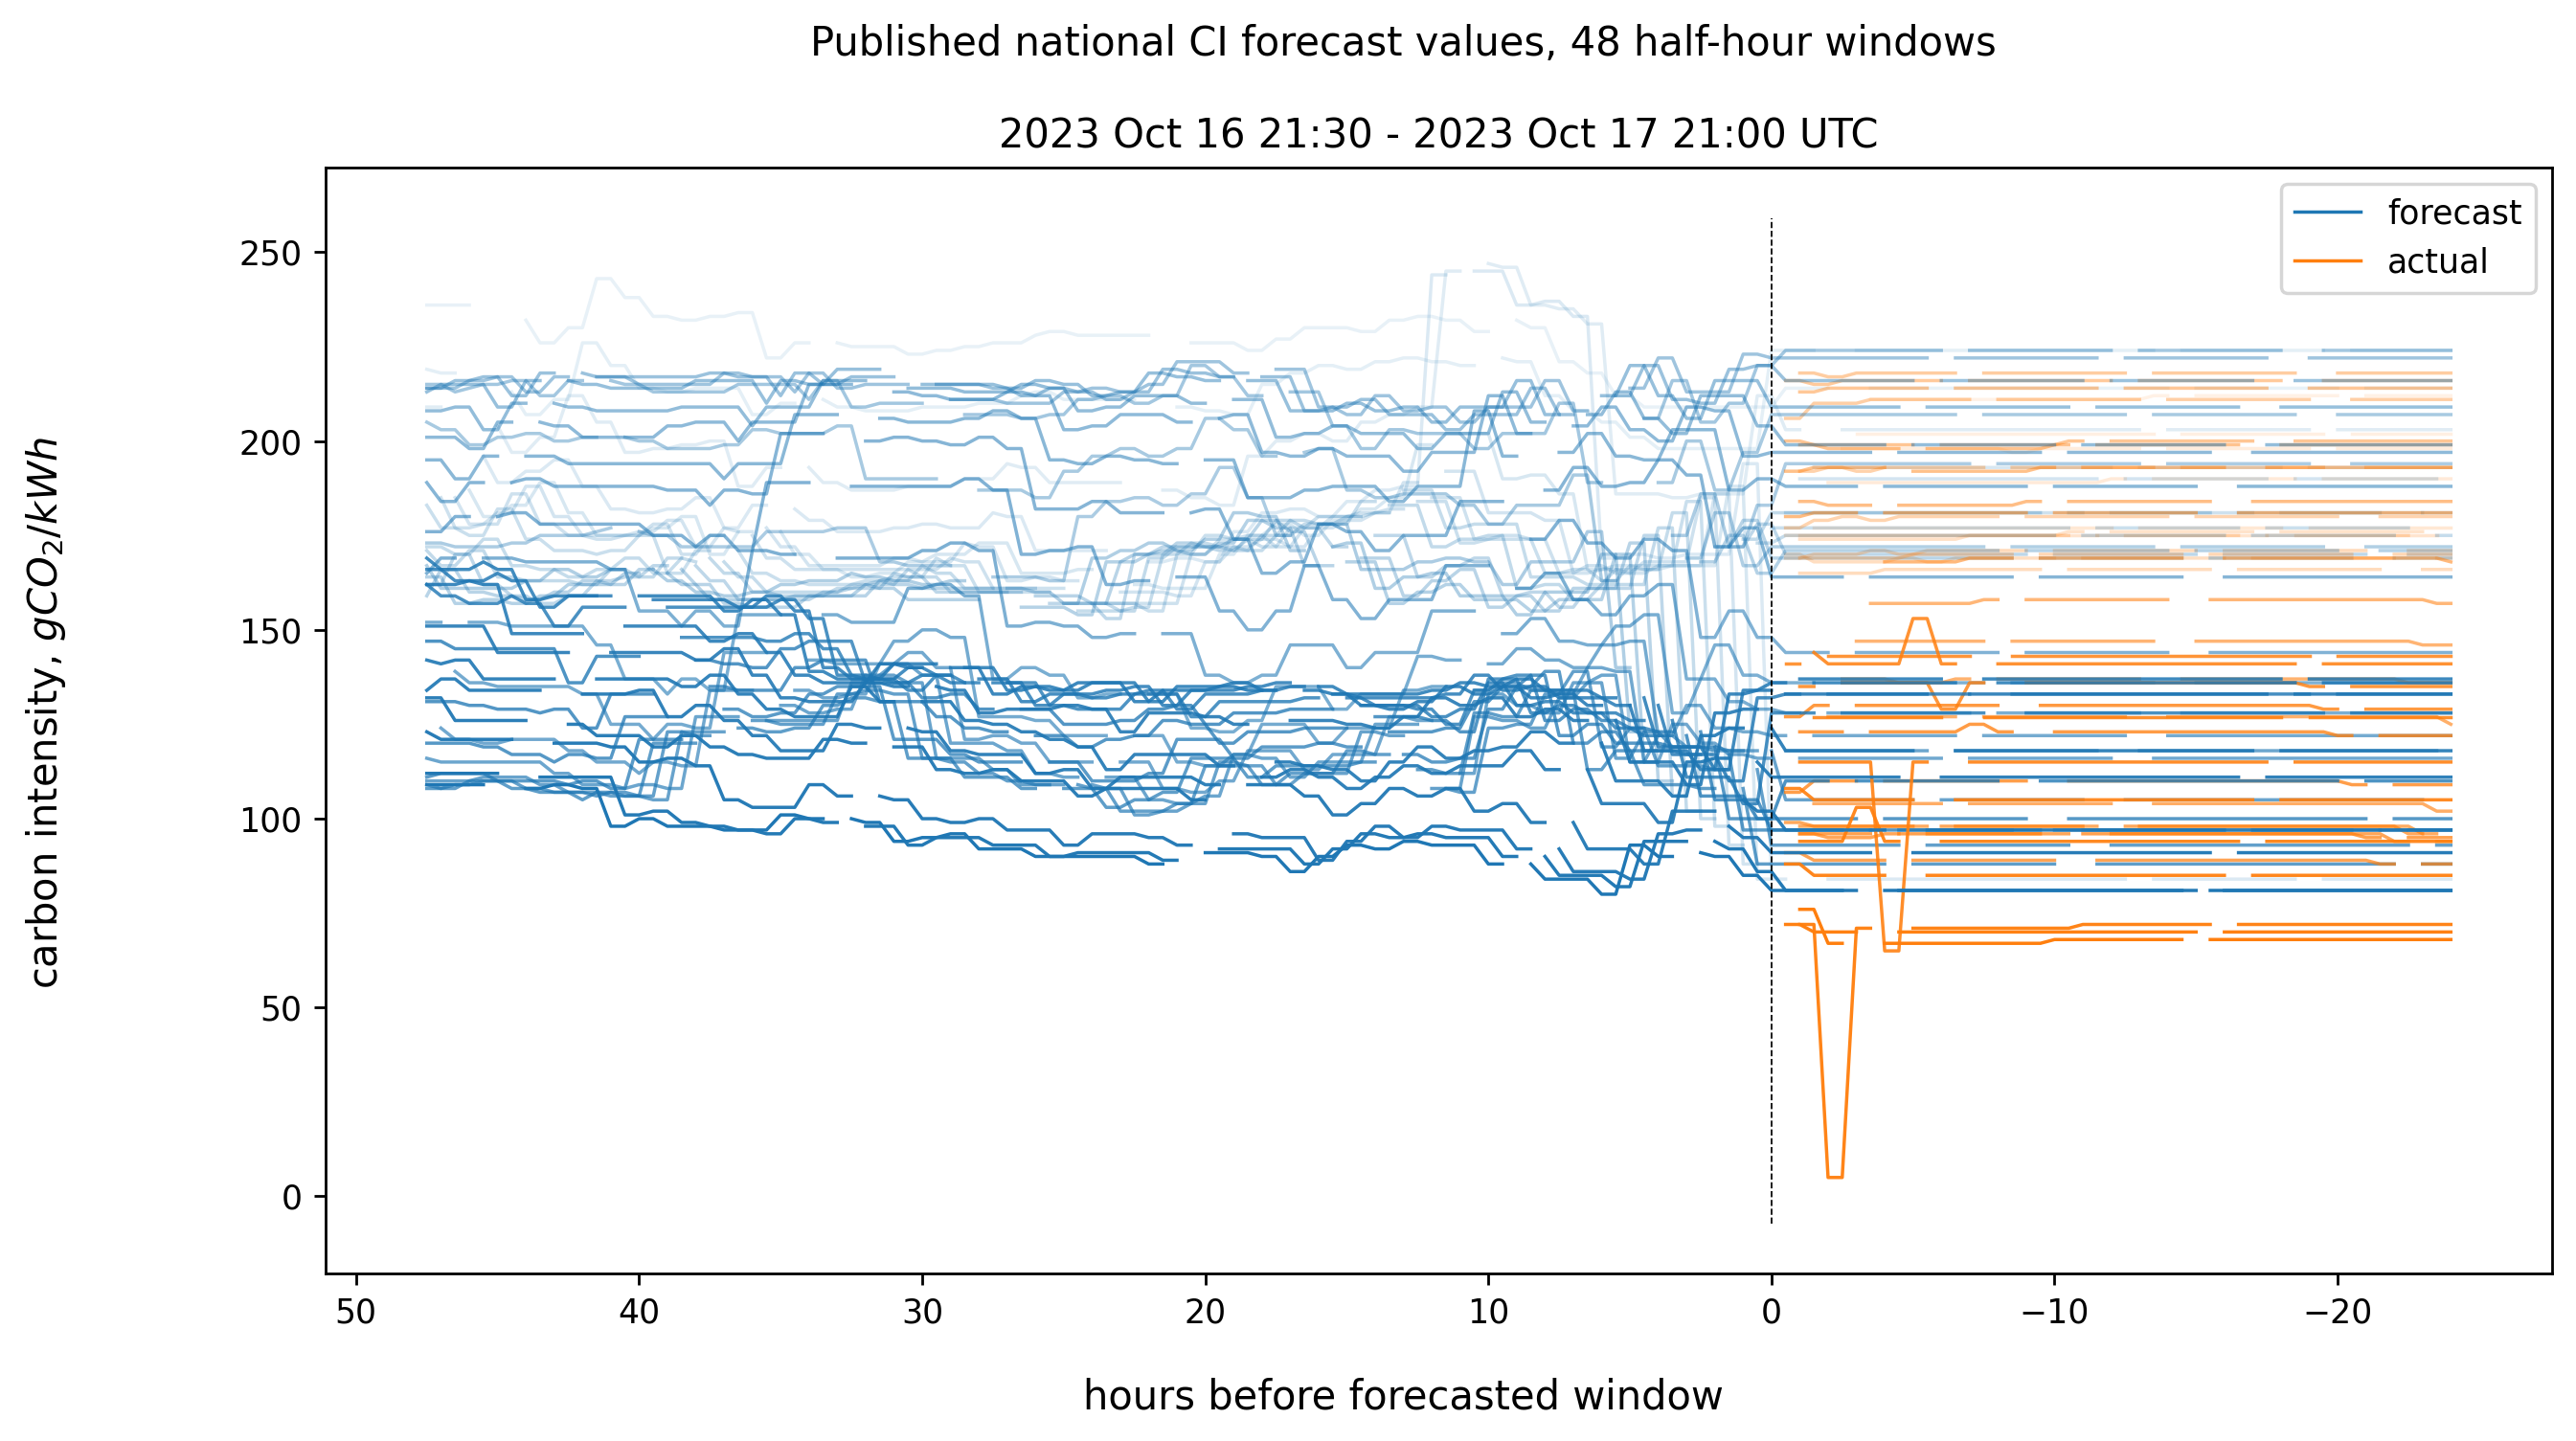 Published national CI forecast values, 48 half-hour windows
2023 Oct 16 21:30 - 2023 Oct 17 21:00 UTC
forecast
actual
carbon intensity, gCO₂/kWh
250
200
150
100
50
0
50 40 30 20 10 0 −10 −20
hours before forecasted window